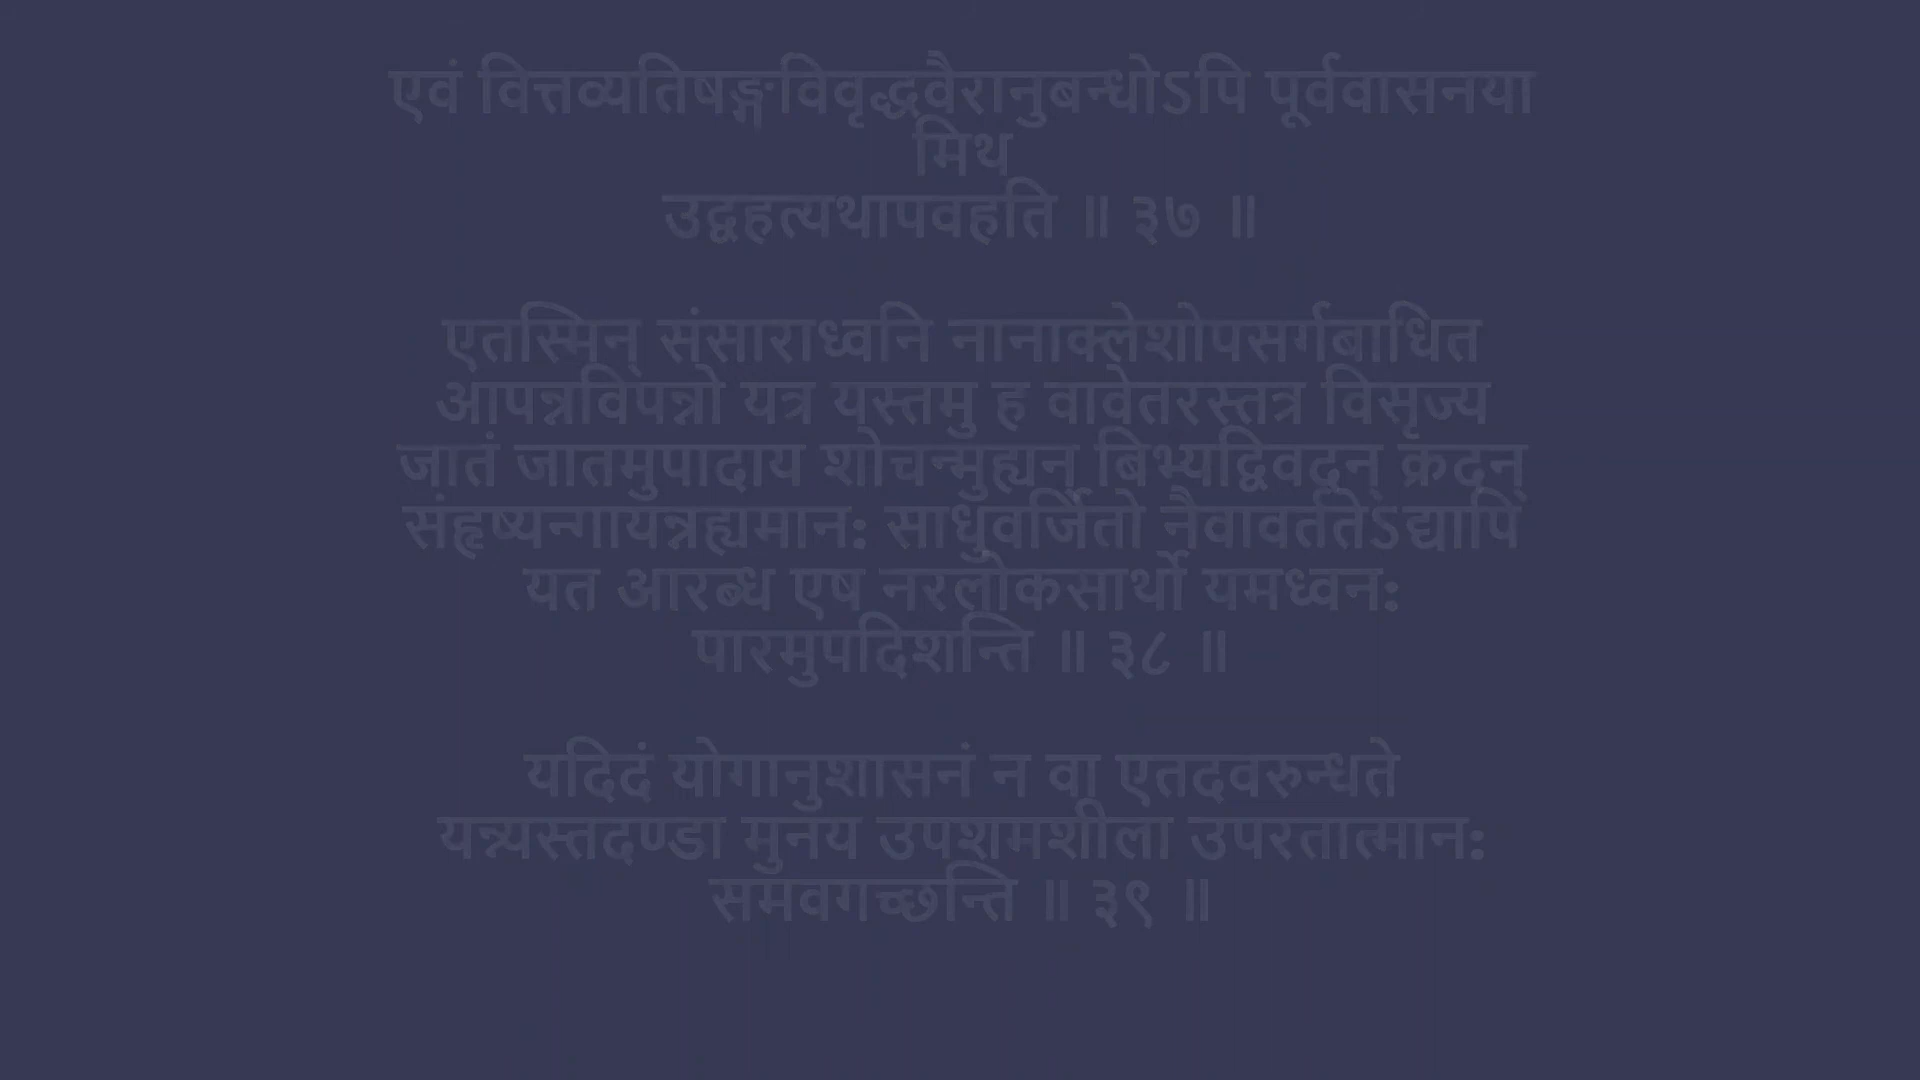 एवं वित्तव्यतिषङ्गविवृद्धवैरानुबन्धोऽपि पूर्ववासनया
मिथ
उद्वहत्यथापवहति ॥ ३७ ॥
एतस्मिन् संसाराध्वनि नानाक्लेशोपसर्गबाधित
आपन्नविपन्नो यत्र यस्तमु ह वावेतरस्तत्र विसृज्य
जातं जातमुपादाय शोचन्मुह्यन् बिभ्यद्विवदन् क्रन्दन्
संहृष्यन्गायन्नह्यमान: साधुवर्जितो नैवावर्ततेऽद्यापि
यत आरब्ध एष नरलोकसार्थो यमध्वन:
पारमुपदिशन्ति ॥ ३८ ॥
यदिदं योगानुशासनं न वा एतदवरुन्धते
यन्न्यस्तदण्डा मुनय उपशमशीला उपरतात्मान:
समवगच्छन्ति ॥ ३९ ॥